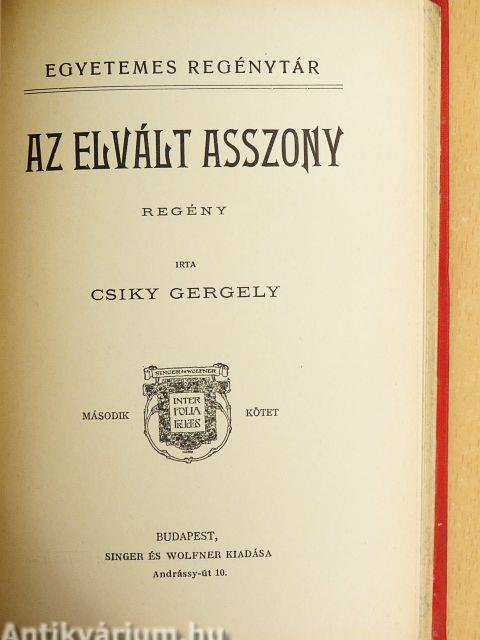 EGYETEMES REGÉNYTÁR
AZ ELVÁLT ASSZONY
REGÉNY
IRTA
CSIKY GERGELY
SINGER ÉS WOLFNER
INTER
FOLIA
FRUCTUS
MÁSODIK KÖTET
BUDAPEST,
SINGER ÉS WOLFNER KIADÁSA
Andrássy-út 10.
Antikvárium.hu